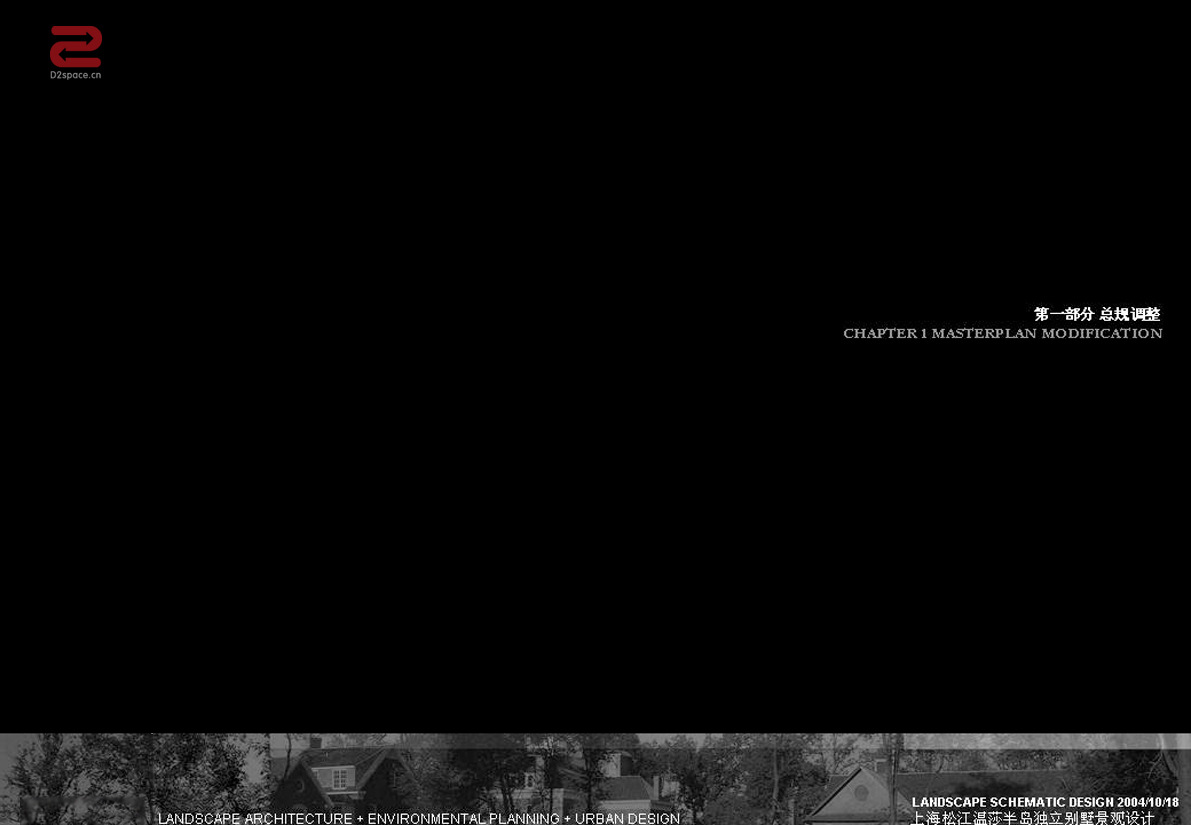 D2space.cn
第一部分 总规调整
CHAPTER 1 MASTERPLAN MODIFICATION
LANDSCAPE SCHEMATIC DESIGN 2004/10/18
LANDSCAPE ARCHITECTURE + ENVIRONMENTAL PLANNING + URBAN DESIGN
上海松江温莎半岛独立别墅景观设计